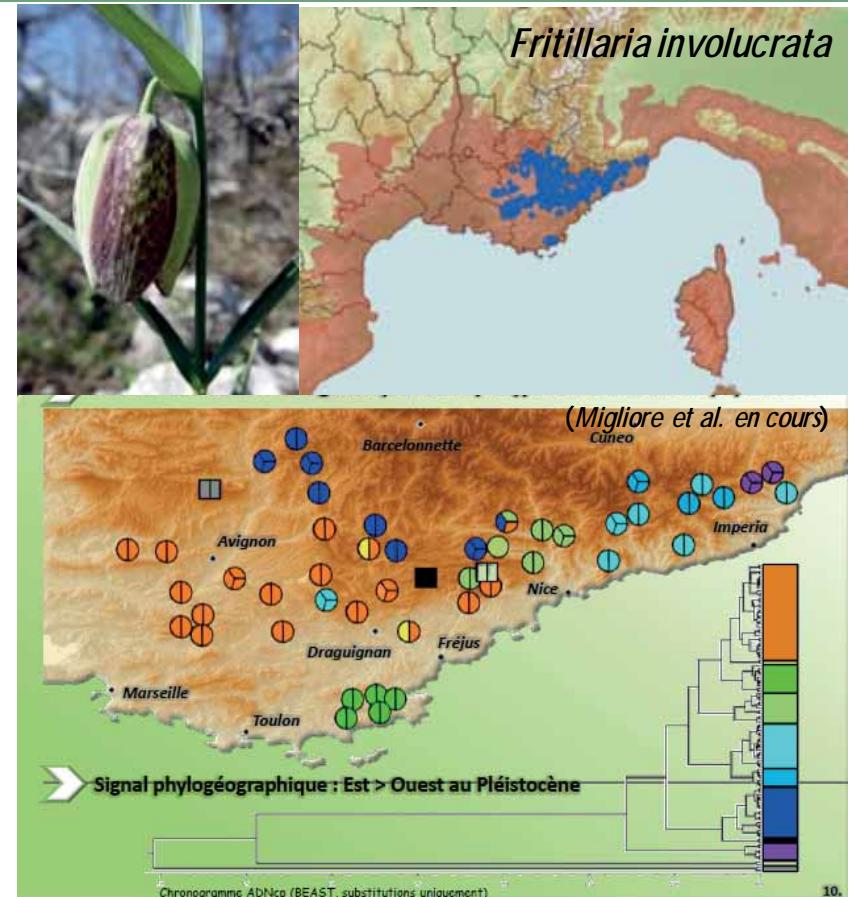 Fritillaria involucrata
(Migliore et al. en cours)
Barcelonnette
Cuneo
Avignon
Imperia
Nice
Draguignan
Fréjus
Marseille
Toulon
Signal phylogéographique : Est > Ouest au Pléistocène
Chronogramme ADNcp (BEAST, substitutions uniquement)
10.